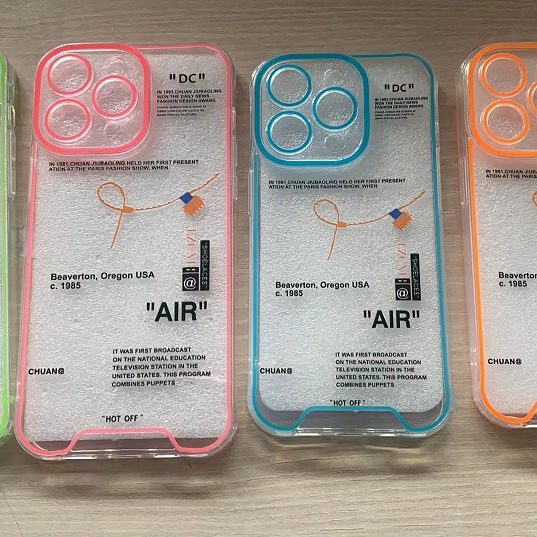 "DC"
IN 1983, CHUAN JIUBAOLING
WON THE DAILY NEWS
FASHION DESIGN AWARD
IN 1981.CHUAN JIUBAOLING HELD HER FIRST PRESENT
ATION AT THE PARIS FASHION SHOW, WHEN
SHOELACES
Beaverton, Oregon USA
c. 1985
@
"AIR"
IT WAS FIRST BROADCAST
ON THE NATIONAL EDUCATION
TELEVISION STATION IN THE
UNITED STATES. THIS PROGRAM
COMBINES PUPPETS
CHUAN@
"HOT OFF"
"DC"
IN 1983, CHUAN JIUBAOLING
WON THE DAILY NEWS
FASHION DESIGN AWARD
IN 1981.CHUAN JIUBAOLING HELD HER FIRST PRESENT
ATION AT THE PARIS FASHION SHOW, WHEN
SHOELACES
Beaverton, Oregon USA
c. 1985
@
"AIR"
IT WAS FIRST BROADCAST
ON THE NATIONAL EDUCATION
TELEVISION STATION IN THE
UNITED STATES. THIS PROGRAM
COMBINES PUPPETS
CHUAN@
"HOT OFF"
IN 1981.CHUAN
ATION AT THE PARIS
c. 1985
CHUAN@